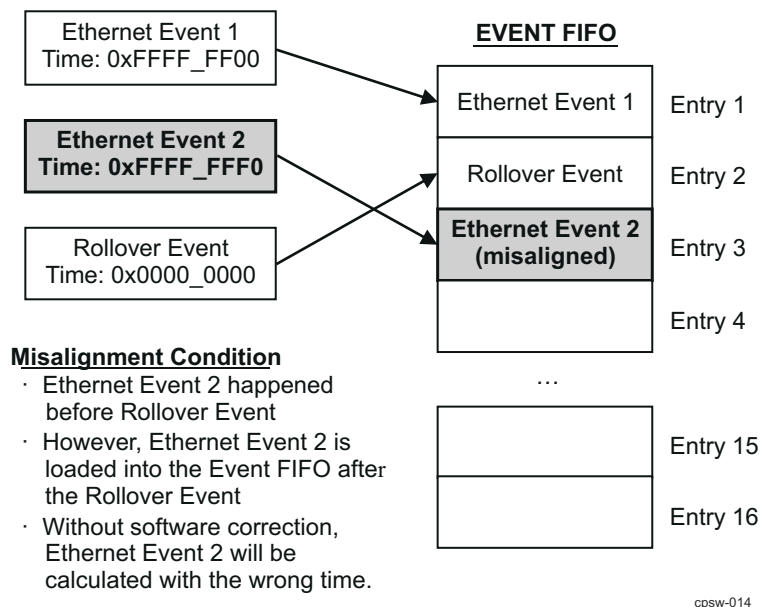 Ethernet Event 1
Time: 0xFFFF_FF00
Ethernet Event 2
Time: 0xFFFF_FFF0
Rollover Event
Time: 0x0000_0000
EVENT FIFO
Ethernet Event 1
Entry 1
Rollover Event
Entry 2
Ethernet Event 2
(misaligned)
Entry 3
Entry 4
…
Entry 15
Entry 16
Misalignment Condition
· Ethernet Event 2 happened
before Rollover Event
· However, Ethernet Event 2 is
loaded into the Event FIFO after
the Rollover Event
· Without software correction,
Ethernet Event 2 will be
calculated with the wrong time.
cpsw-014